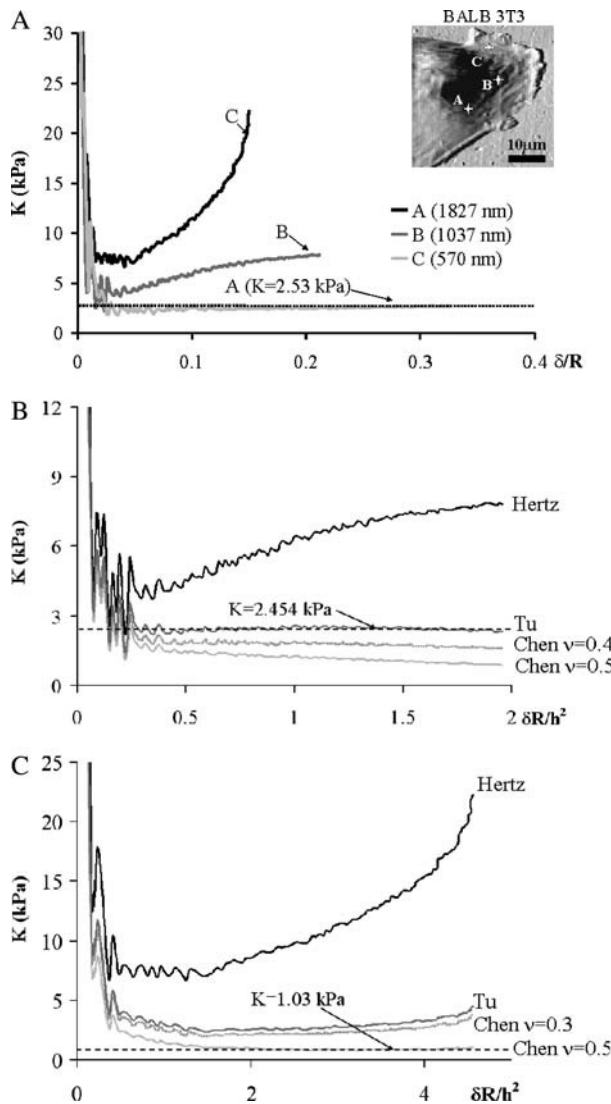 A
BALB 3T3
30
25
20
15
10
5
0
K (kPa)
C
B
A
10μm
C
A (1827 nm)
B (1037 nm)
C (570 nm)
B
A (K=2.53 kPa)
0 0.1 0.2 0.3 0.4
δ/R
B
12
9
6
3
0
K (kPa)
Hertz
K=2.454 kPa
Tu
Chen ν=0.4
Chen ν=0.5
0 0.5 1 1.5 2
δR/h²
C
25
20
15
10
5
0
K (kPa)
Hertz
K=1.03 kPa
Tu
Chen ν=0.3
Chen ν=0.5
0 2 4
δR/h²